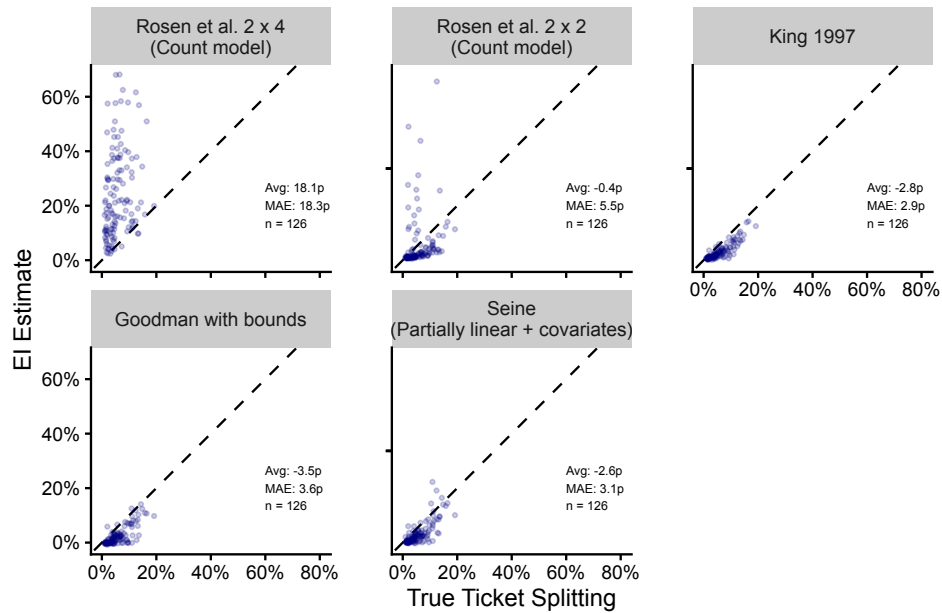 Rosen et al. 2 x 4
(Count model)
Rosen et al. 2 x 2
(Count model)
King 1997
60%
40%
20%
0%
Avg: 18.1p
MAE: 18.3p
n = 126
Avg: -0.4p
MAE: 5.5p
n = 126
Avg: -2.8p
MAE: 2.9p
n = 126
0%
20%
40%
60%
80%
Goodman with bounds
Seine
(Partially linear + covariates)
60%
40%
20%
0%
Avg: -3.5p
MAE: 3.6p
n = 126
Avg: -2.6p
MAE: 3.1p
n = 126
0%
20%
40%
60%
80%
0%
20%
40%
60%
80%
EI Estimate
True Ticket Splitting